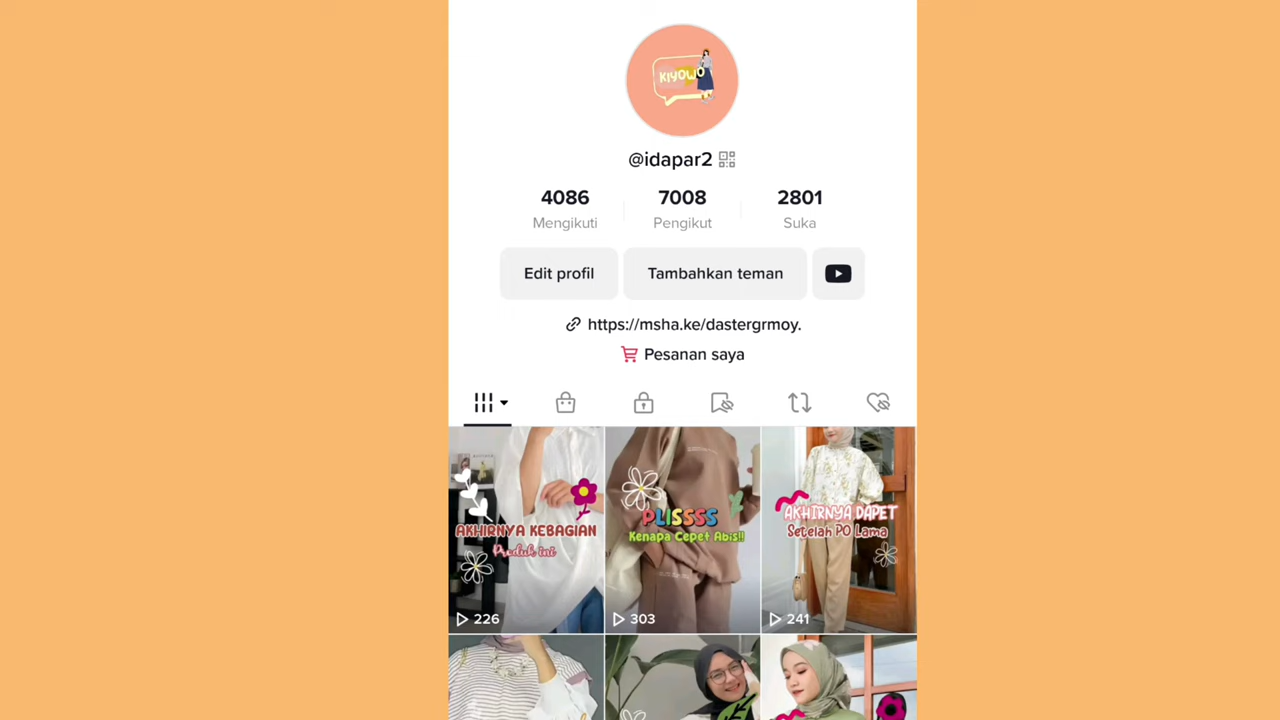 KIYOWO
@idapar2
4086
7008
2801
Mengikuti
Pengikut
Suka
Edit profil
Tambahkan teman
https://msha.ke/dastergrmoy.
Pesanan saya
AKHIRNYA KEBAGIAN
Produk ini
226
PLISSSS
Kenapa Cepet Abis!!
303
AKHIRNYA DAPET
Setelah PO Lama
241